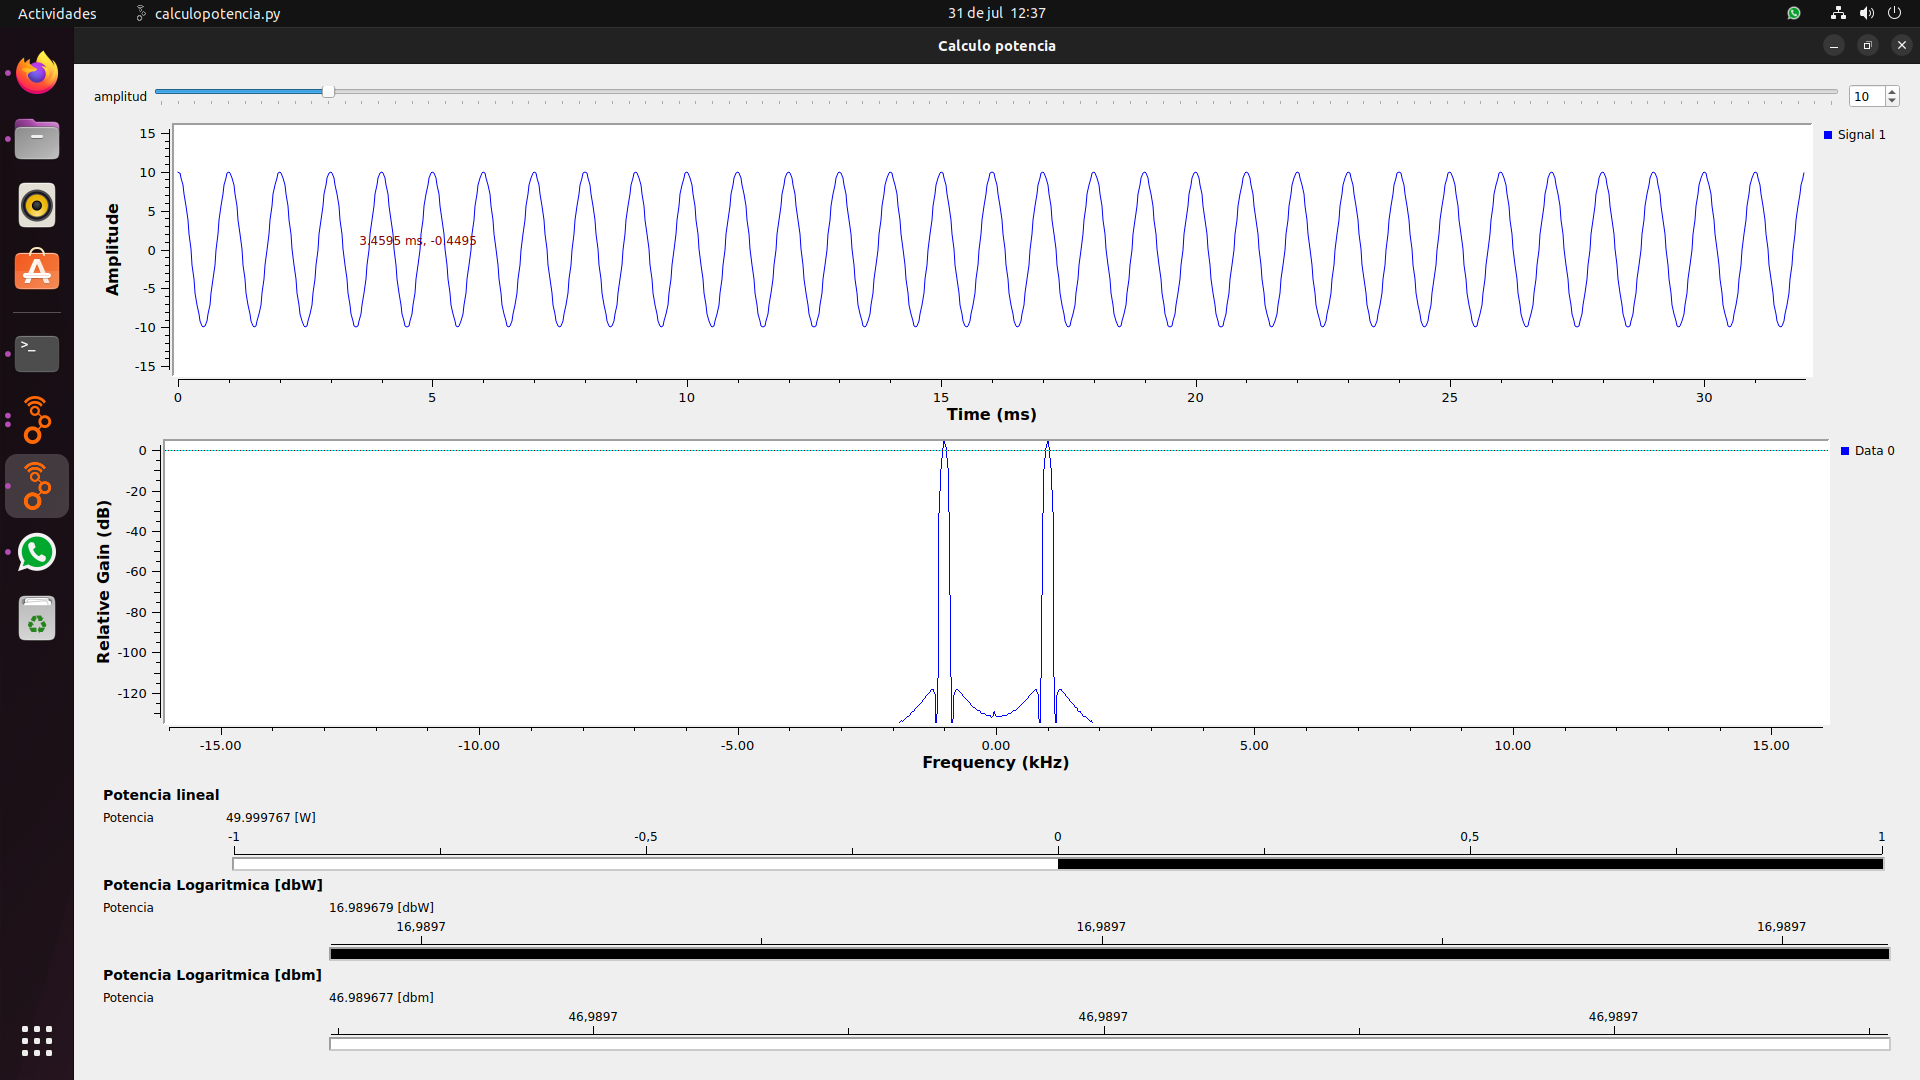 Actividades
calculopotencia.py
31 de jul 12:37
Calculo potencia
amplitud
10
15
10
5
0
-5
-10
-15
Amplitude
3.4595 ms, -0.4495
Signal 1
0 5 10 15 20 25 30
Time (ms)
0
-20
-40
-60
-80
-100
-120
Relative Gain (dB)
Data 0
-15.00 -10.00 -5.00 0.00 5.00 10.00 15.00
Frequency (kHz)
Potencia lineal
Potencia 49.999767 [W]
-1 -0,5 0 0,5 1
Potencia Logaritmica [dbW]
Potencia 16.989679 [dbW]
16,9897 16,9897 16,9897
Potencia Logaritmica [dbm]
Potencia 46.989677 [dbm]
46,9897 46,9897 46,9897